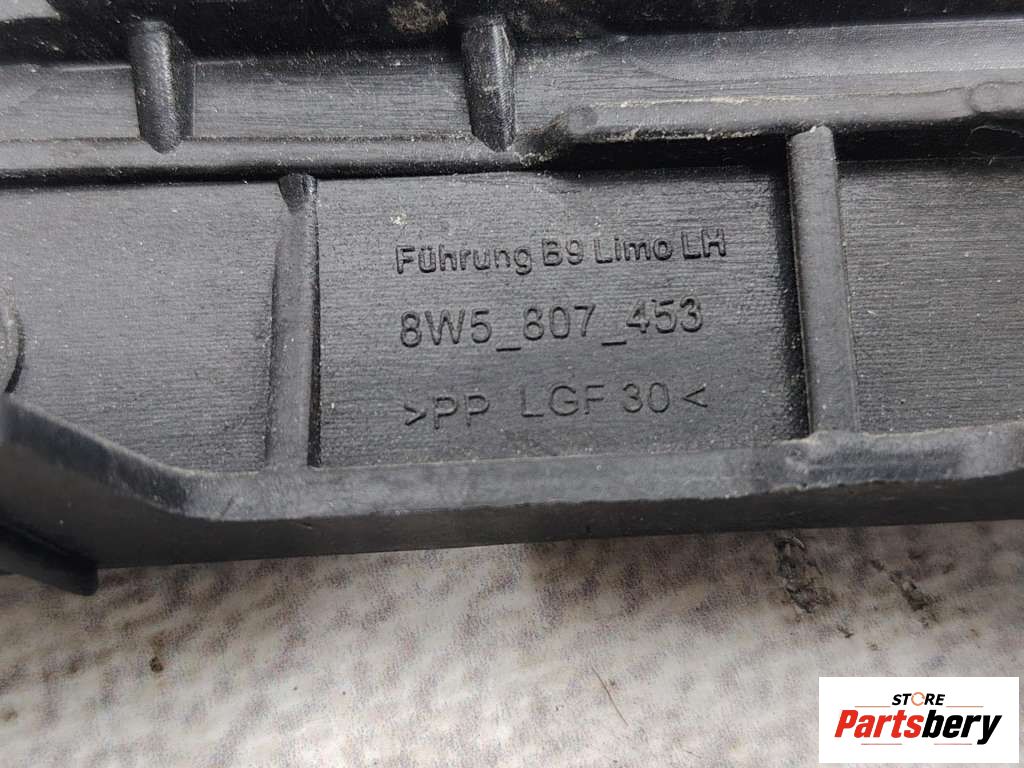 Führung B9 Limo LH
8W5_807_453
>PP LGF 30<
STORE
Partsbery